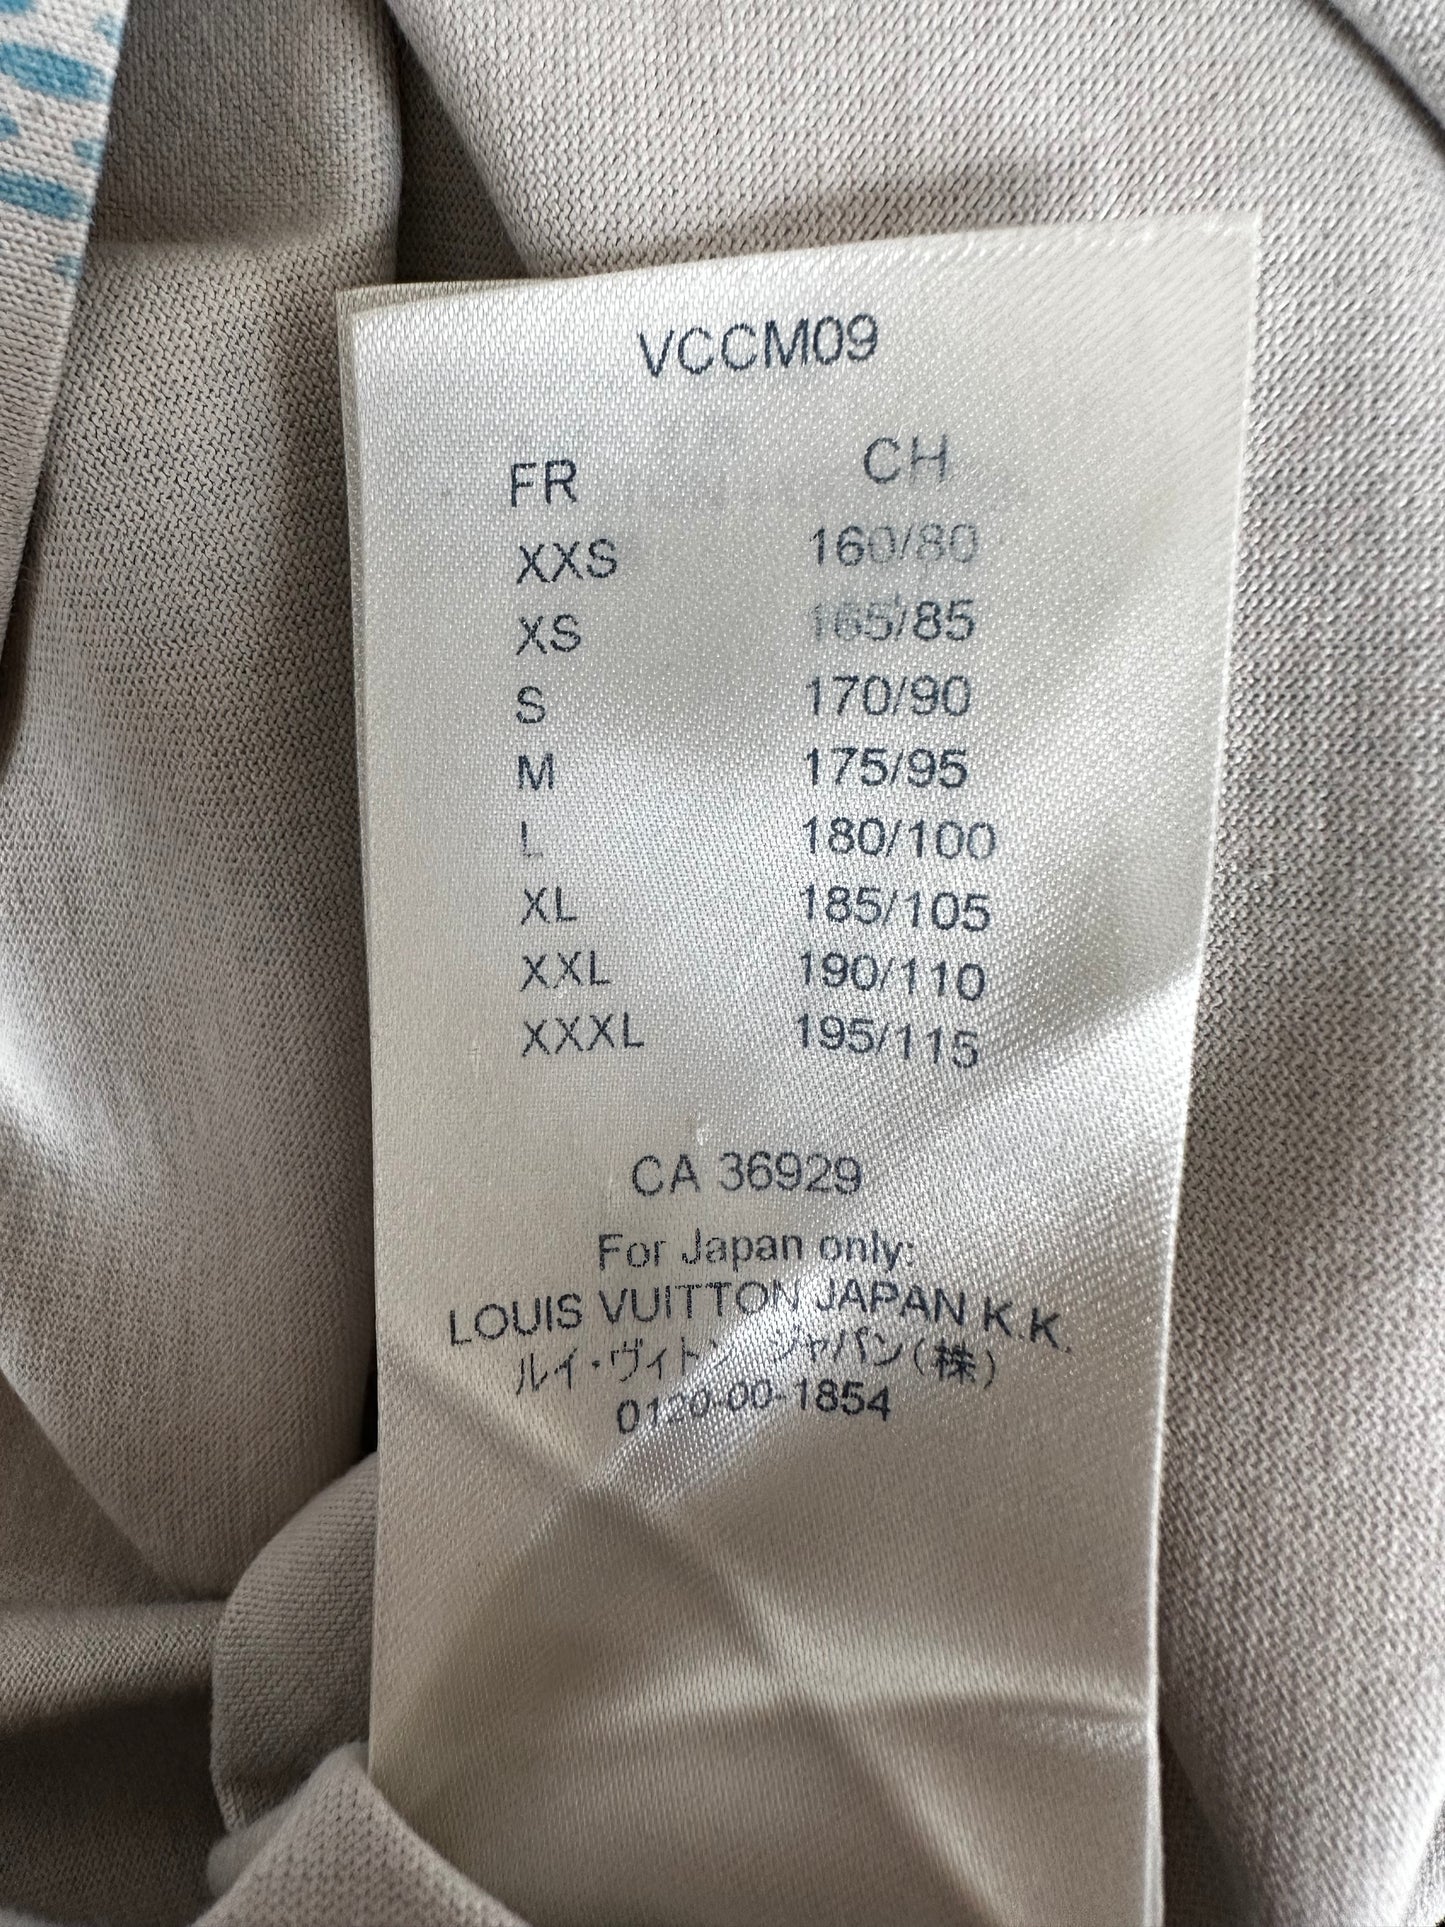 VCCM09
FR CH
XXS 160/80
XS 165/85
S 170/90
M 175/95
L 180/100
XL 185/105
XXL 190/110
XXXL 195/115
CA 36929
For Japan only:
LOUIS VUITTON JAPAN K.K.
ルイ・ヴィトン ジャパン(株)
0120-00-1854